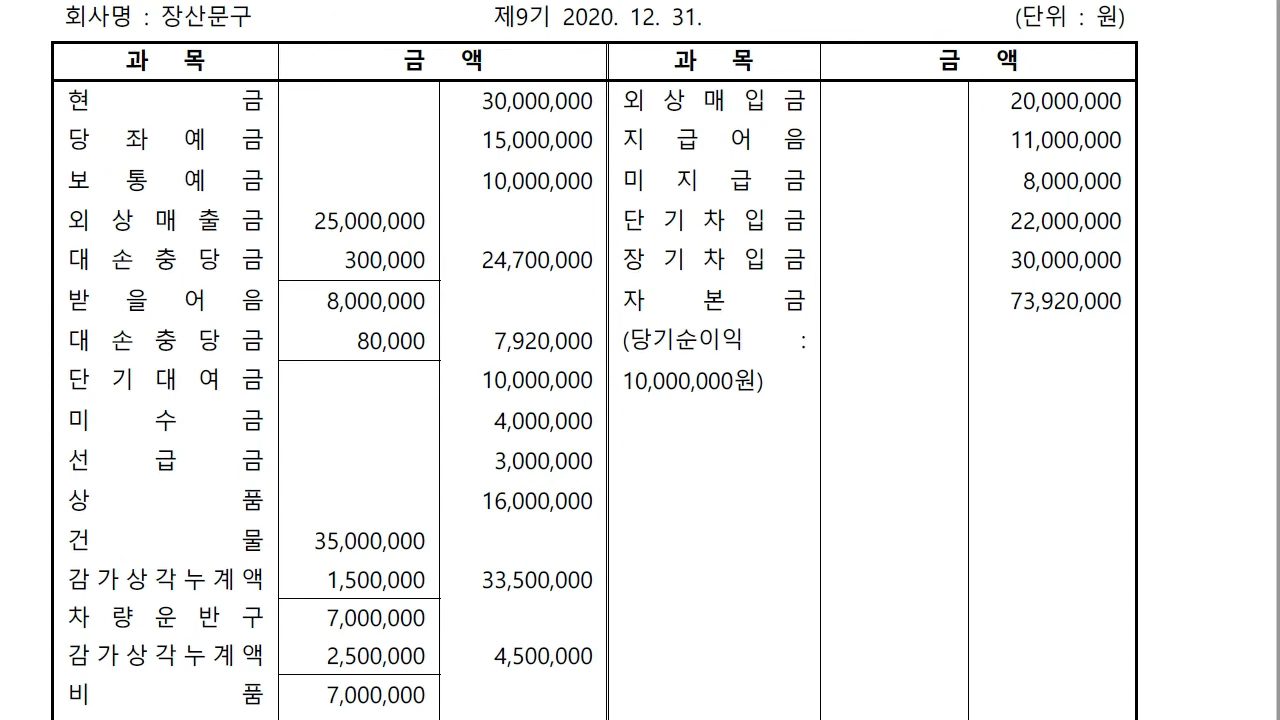 회사명 : 장산문구 제9기 2020. 12. 31. (단위 : 원)
과 목 금 액 과 목 금 액
현 금 30,000,000 외 상 매 입 금 20,000,000
당 좌 예 금 15,000,000 지 급 어 음 11,000,000
보 통 예 금 10,000,000 미 지 급 금 8,000,000
외 상 매 출 금 25,000,000 단 기 차 입 금 22,000,000
대 손 충 당 금 300,000 24,700,000 장 기 차 입 금 30,000,000
받 을 어 음 8,000,000 자 본 금 73,920,000
대 손 충 당 금 80,000 7,920,000 (당기순이익 :
단 기 대 여 금 10,000,000 10,000,000원)
미 수 금 4,000,000
선 급 금 3,000,000
상 품 16,000,000
건 물 35,000,000
감 가 상 각 누 계 액 1,500,000 33,500,000
차 량 운 반 구 7,000,000
감 가 상 각 누 계 액 2,500,000 4,500,000
비 품 7,000,000